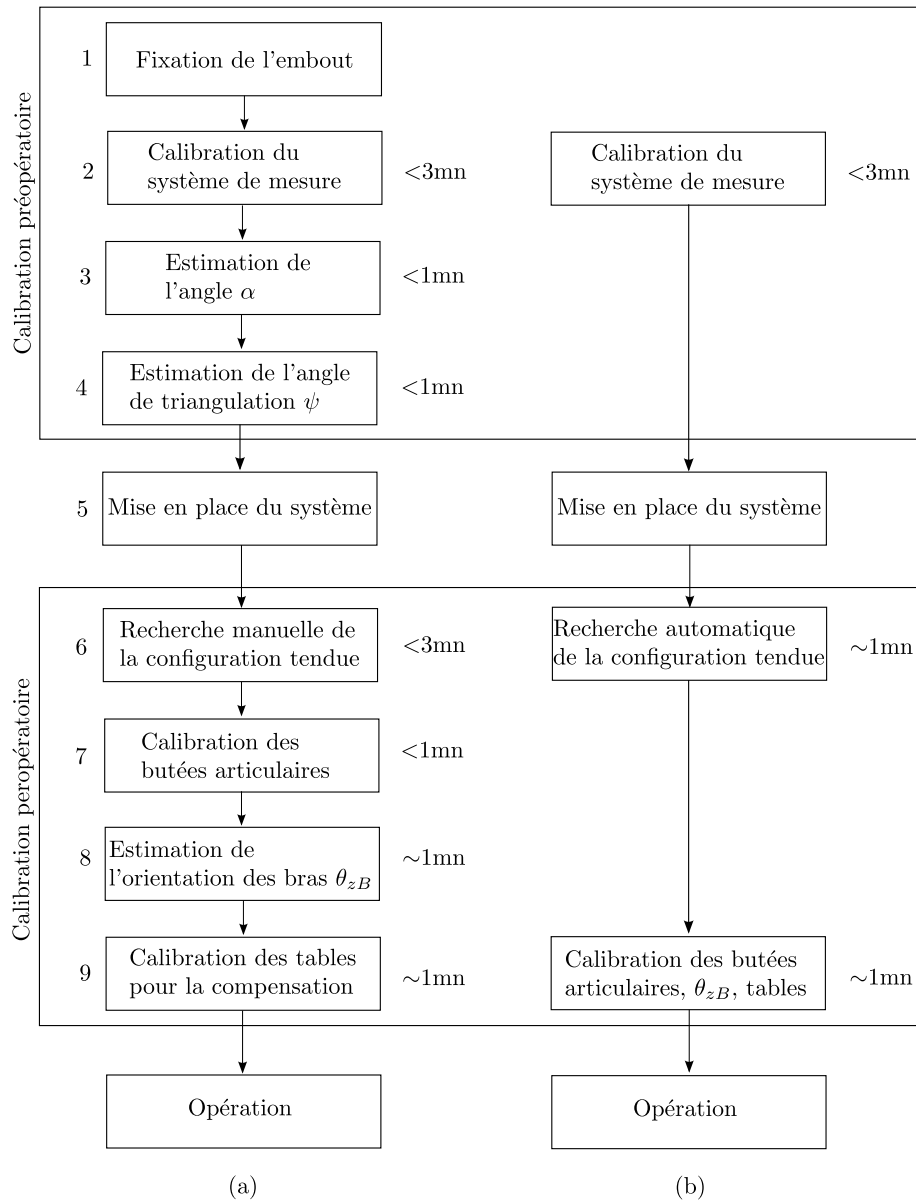 Calibration préopératoire
1
Fixation de l'embout
2
Calibration du
système de mesure
<3mn
3
Estimation de
l'angle α
<1mn
4
Estimation de l'angle
de triangulation ψ
<1mn
5
Mise en place du système
Calibration peropératoire
6
Recherche manuelle de
la configuration tendue
<3mn
7
Calibration des
butées articulaires
<1mn
8
Estimation de
l'orientation des bras θzB
∼1mn
9
Calibration des tables
pour la compensation
∼1mn
Opération
(a)
Calibration du
système de mesure
<3mn
Mise en place du système
Recherche automatique
de la configuration tendue
∼1mn
Calibration des butées
articulaires, θzB, tables
∼1mn
Opération
(b)